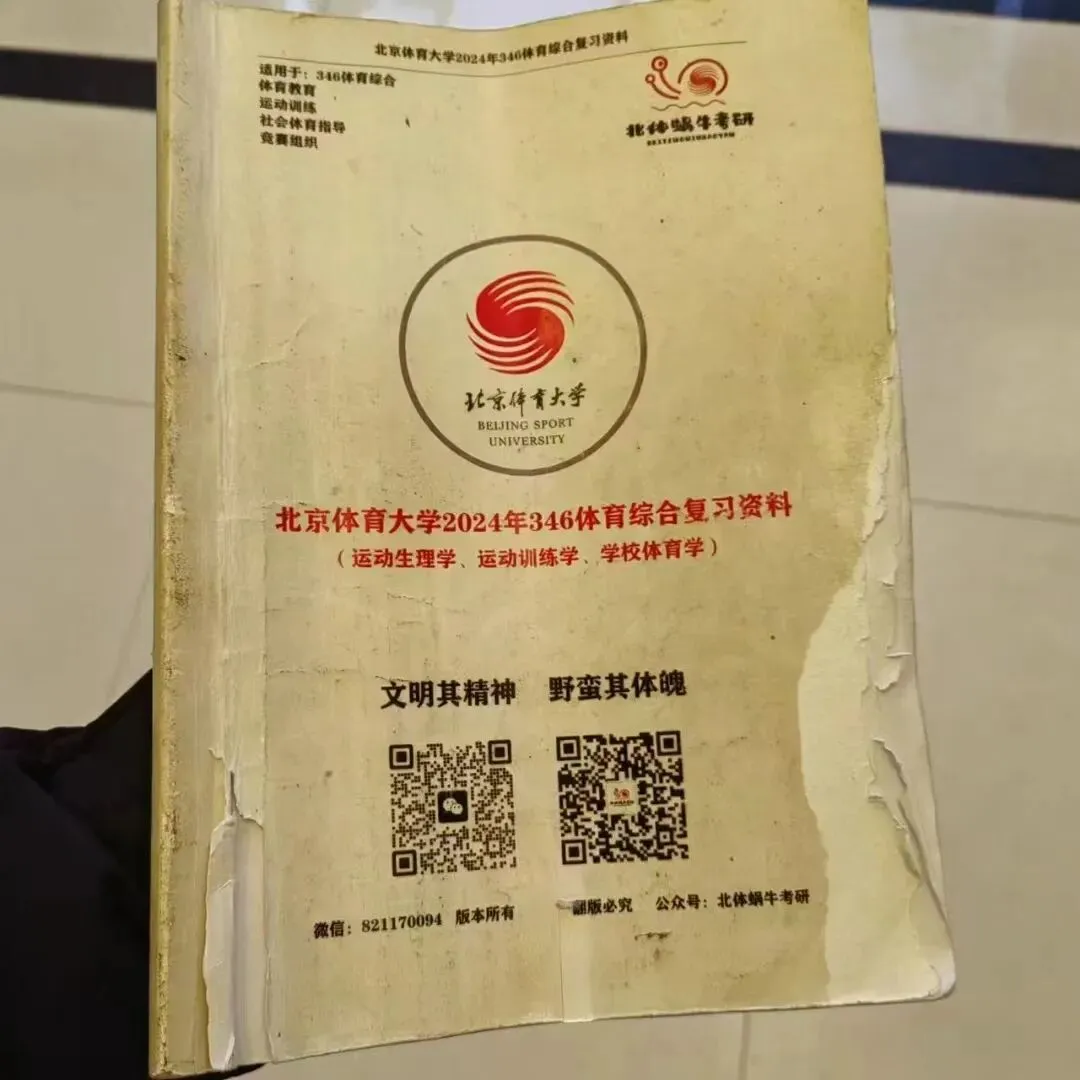 北京体育大学2024年346体育综合复习资料
适用于：346体育综合
体育教育
运动训练
社会体育指导
竞赛组织
北体蜗牛考研
北京体育大学
BEIJING SPORT
UNIVERSITY
北京体育大学2024年346体育综合复习资料
（运动生理学、运动训练学、学校体育学）
文明其精神 野蛮其体魄
微信：821170094 版本所有 翻版必究 公众号：北体蜗牛考研